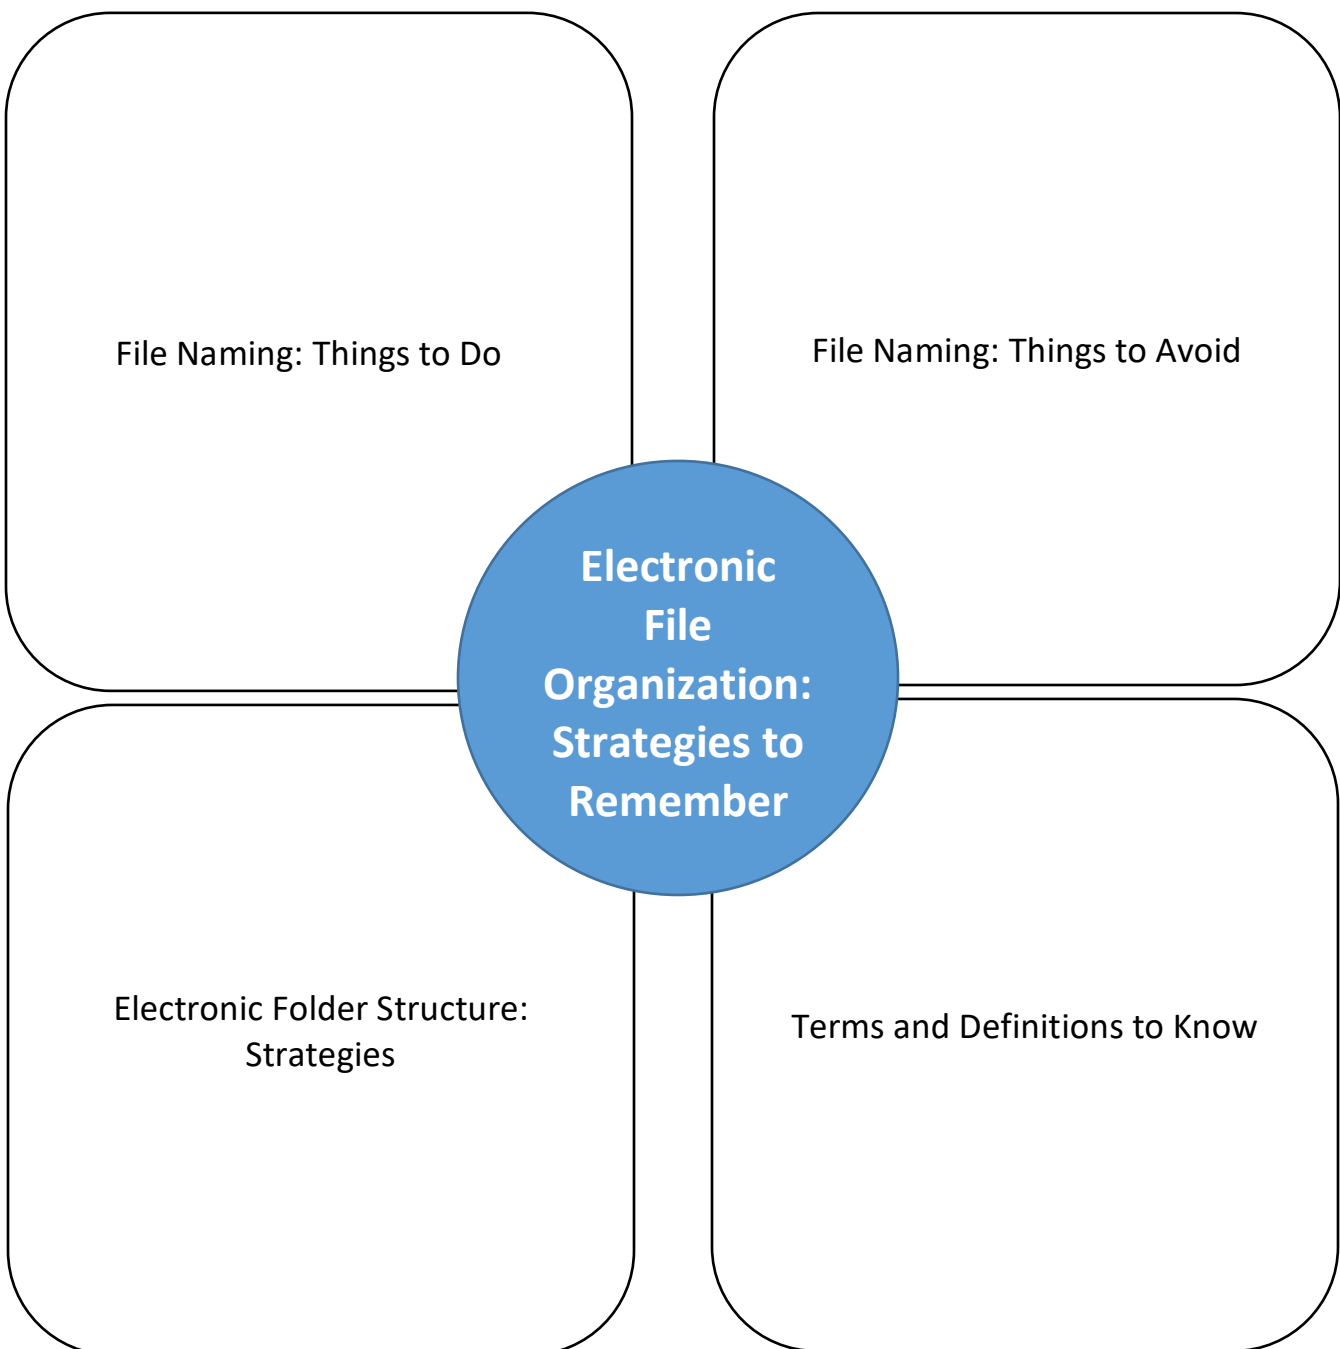 File Naming: Things to Do
File Naming: Things to Avoid
Electronic
File
Organization:
Strategies to
Remember
Electronic Folder Structure:
Strategies
Terms and Definitions to Know